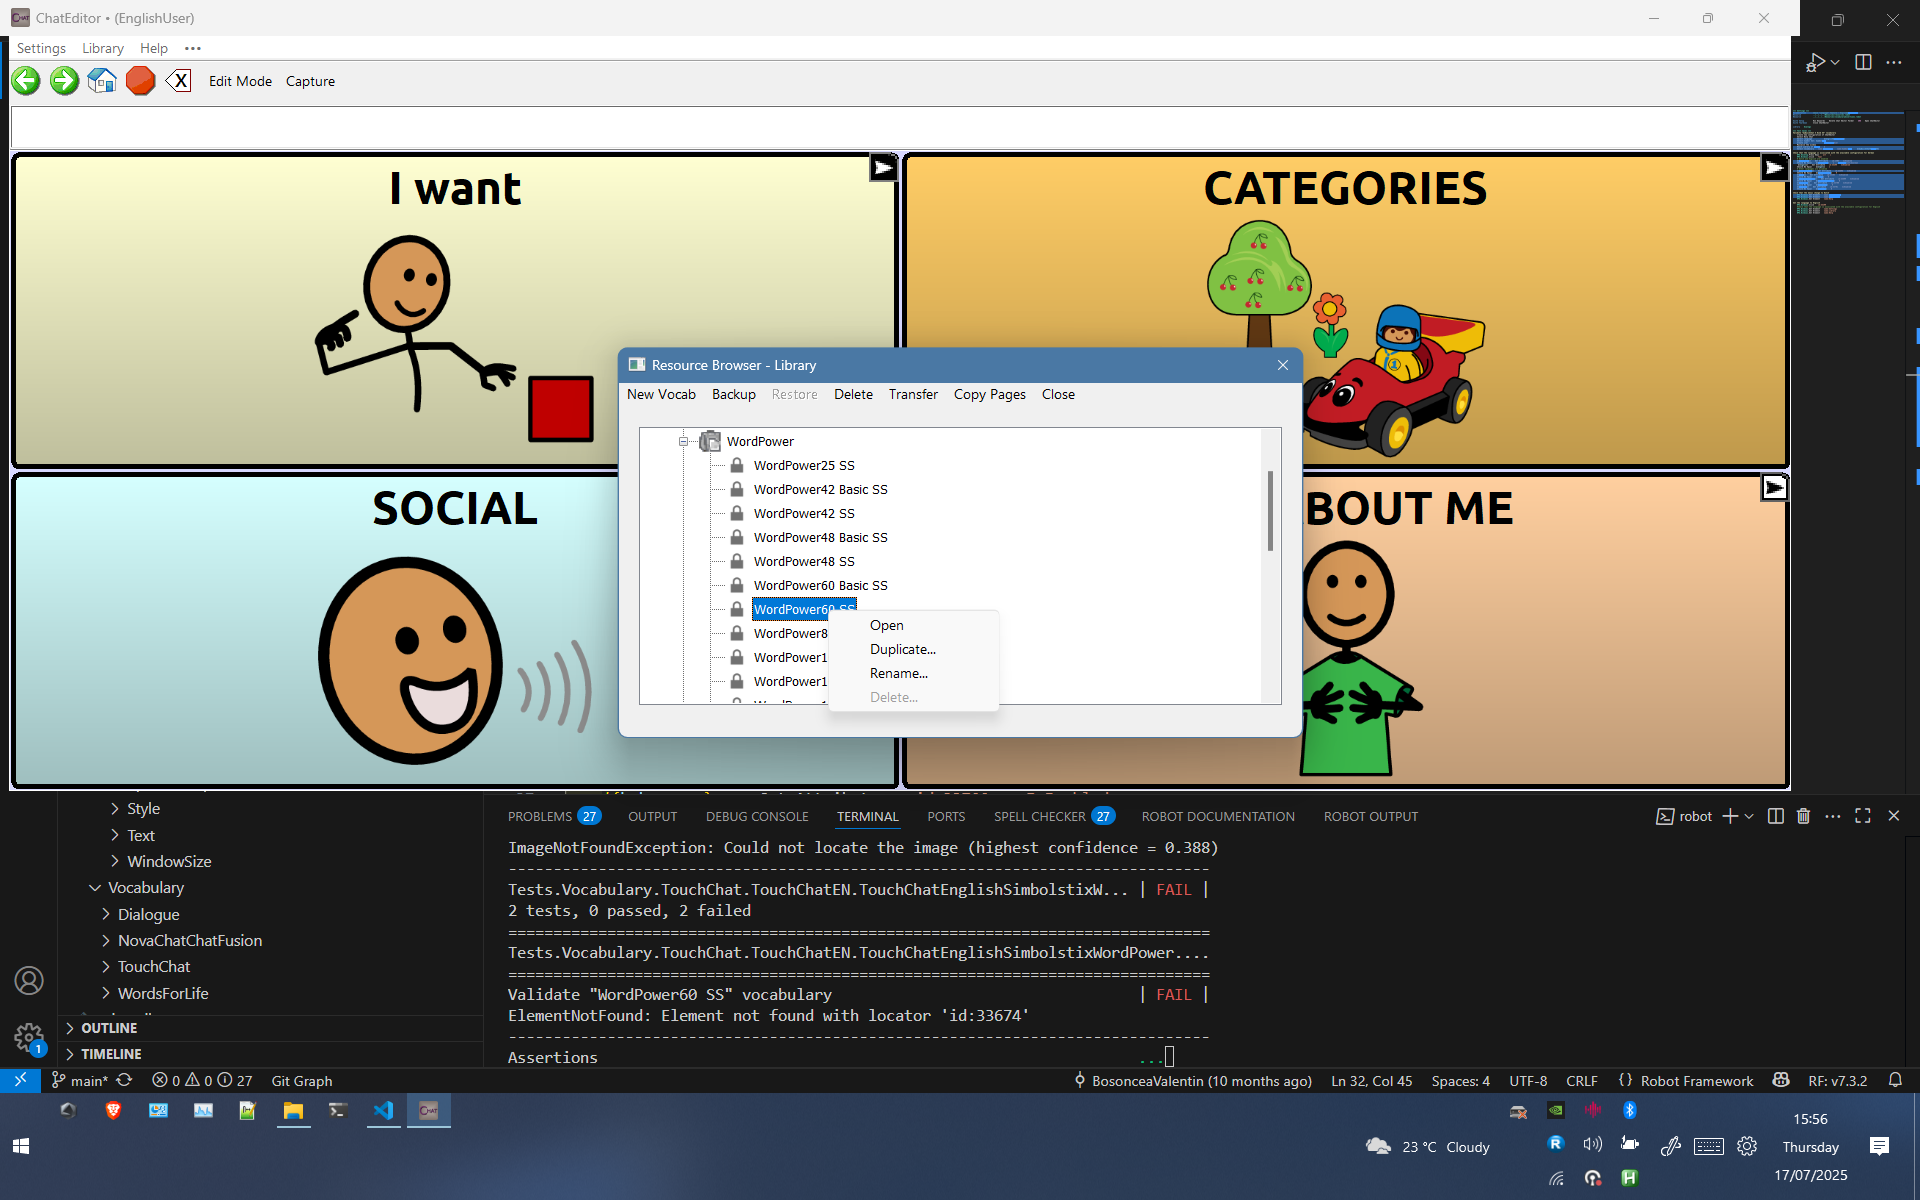 ChatEditor • (EnglishUser)
Settings Library Help •••
Edit Mode Capture
I want
CATEGORIES
SOCIAL
BOUT ME
Resource Browser - Library
New Vocab Backup Restore Delete Transfer Copy Pages Close
WordPower
WordPower25 SS
WordPower42 Basic SS
WordPower42 SS
WordPower48 Basic SS
WordPower48 SS
WordPower60 Basic SS
WordPower60 SS
WordPower8
WordPower1
WordPower1
Open
Duplicate...
Rename...
Delete...
Style
Text
WindowSize
Vocabulary
Dialogue
NovaChatChatFusion
TouchChat
WordsForLife
OUTLINE
TIMELINE
PROBLEMS 27 OUTPUT DEBUG CONSOLE TERMINAL PORTS SPELL CHECKER 27 ROBOT DOCUMENTATION ROBOT OUTPUT
robot
ImageNotFoundException: Could not locate the image (highest confidence = 0.388)
------------------------------------------------------------------------------
Tests.Vocabulary.TouchChat.TouchChatEN.TouchChatEnglishSimbolstixW... | FAIL |
2 tests, 0 passed, 2 failed
==============================================================================
Tests.Vocabulary.TouchChat.TouchChatEN.TouchChatEnglishSimbolstixWordPower....
==============================================================================
Validate "WordPower60 SS" vocabulary | FAIL |
ElementNotFound: Element not found with locator 'id:33674'
------------------------------------------------------------------------------
Assertions ...
1
main* 0 0 27 Git Graph
BosonceaValentin (10 months ago) Ln 32, Col 45 Spaces: 4 UTF-8 CRLF {} Robot Framework RF: v7.3.2
CHAT
23 °C Cloudy
15:56
Thursday
17/07/2025